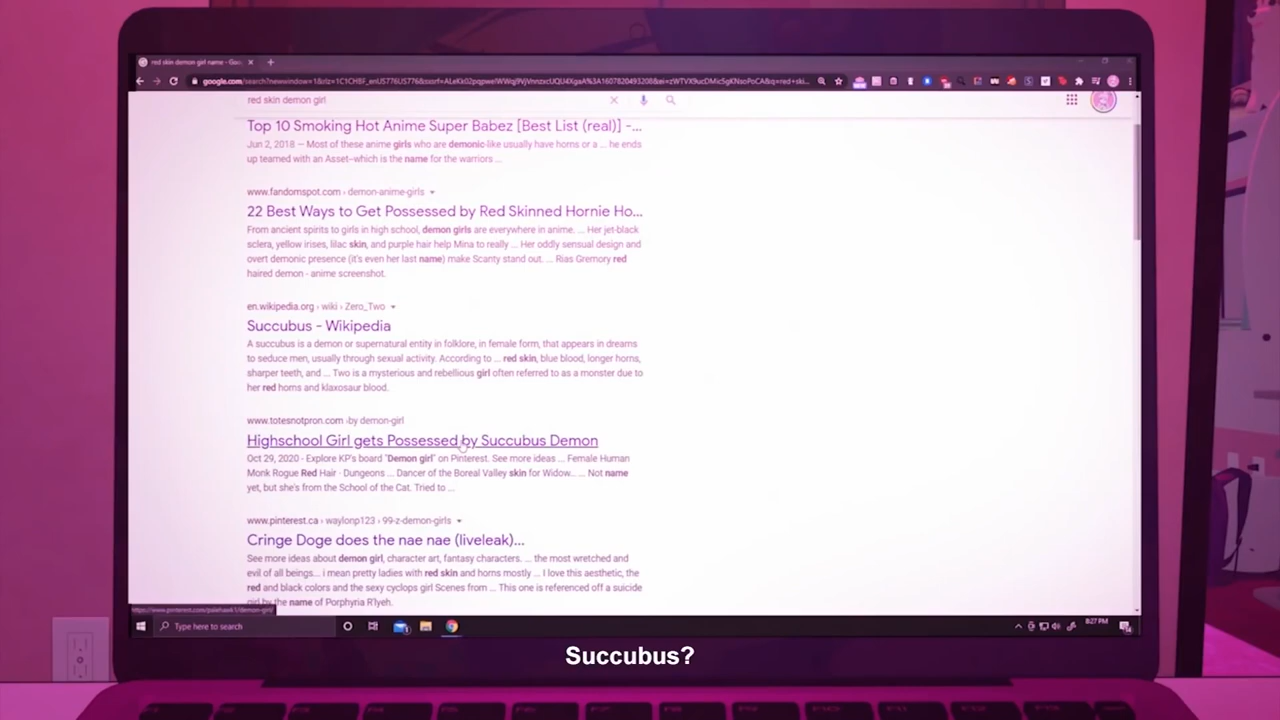 red skin demon girl name - Goo
red skin demon girl
Top 10 Smoking Hot Anime Super Babez [Best List (real)] -...
Jun 2, 2018 — Most of these anime girls who are demonic-like usually have horns or a ... he ends
up teamed with an Asset–which is the name for the warriors ...
www.fandomspot.com › demon-anime-girls
22 Best Ways to Get Possessed by Red Skinned Hornie Ho...
From ancient spirits to girls in high school, demon girls are everywhere in anime. ... Her jet-black
sclera, yellow irises, lilac skin, and purple hair help Mina to really ... Her oddly sensual design and
overt demonic presence (it's even her last name) make Scanty stand out. ... Rias Gremory red
haired demon - anime screenshot.
en.wikipedia.org › wiki › Zero_Two
Succubus - Wikipedia
A succubus is a demon or supernatural entity in folklore, in female form, that appears in dreams
to seduce men, usually through sexual activity. According to ... red skin, blue blood, longer horns,
sharper teeth, and ... Two is a mysterious and rebellious girl often referred to as a monster due to
her red horns and klaxosaur blood.
www.totesnotpron.com ›by demon-girl
Highschool Girl gets Possessed by Succubus Demon
Oct 29, 2020 - Explore KP's board "Demon girl" on Pinterest. See more ideas ... Female Human
Monk Rogue Red Hair · Dungeons ... Dancer of the Boreal Valley skin for Widow... ... Not name
yet, but she's from the School of the Cat. Tried to ...
www.pinterest.ca › waylonp123 › 99-z-demon-girls
Cringe Doge does the nae nae (liveleak)...
See more ideas about demon girl, character art, fantasy characters. ... the most wretched and
evil of all beings... i mean pretty ladies with red skin and horns mostly ... I love this aesthetic, the
red and black colors and the sexy cyclops girl Scenes from ... This one is referenced off a suicide
girl by the name of Porphyria R'lyeh.
Type here to search
8:27 PM
Succubus?